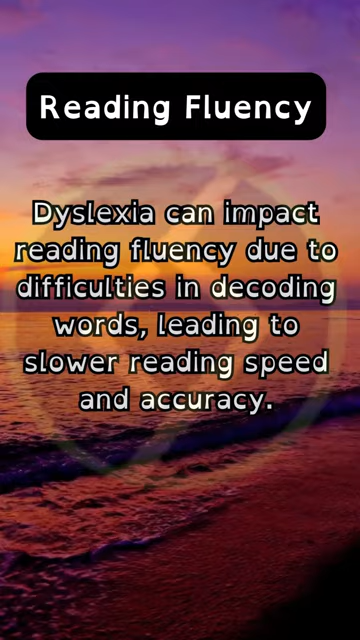 Reading Fluency
Dyslexia can impact
reading fluency due to
difficulties in decoding
words, leading to
slower reading speed
and accuracy.